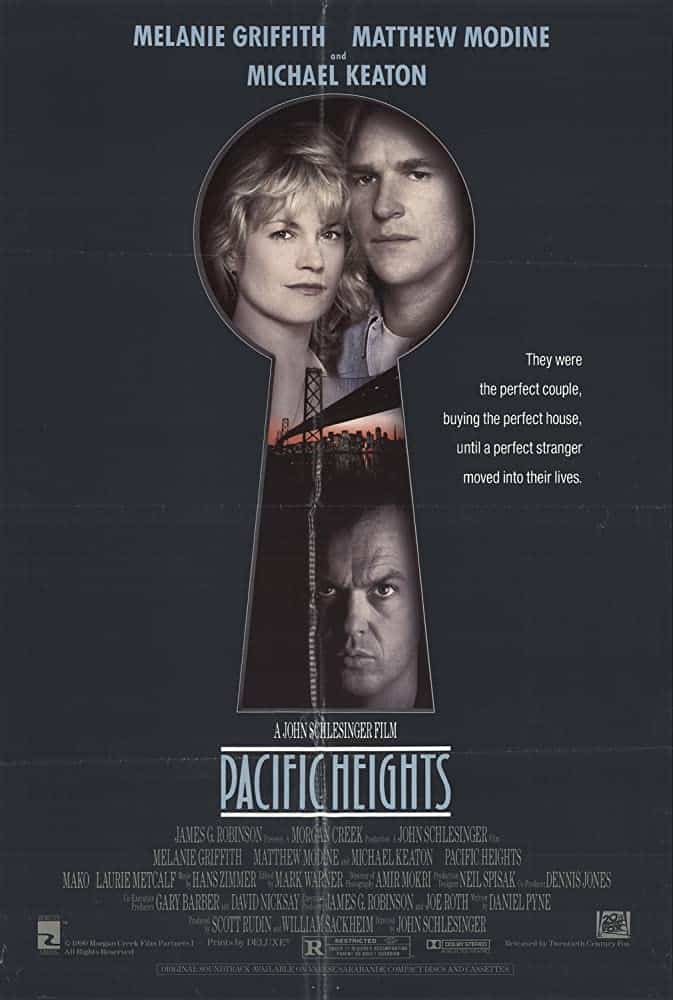 MELANIE GRIFFITH MATTHEW MODINE
and
MICHAEL KEATON
They were
the perfect couple,
buying the perfect house,
until a perfect stranger
moved into their lives.
A JOHN SCHLESINGER FILM
PACIFIC HEIGHTS
JAMES G. ROBINSON Presents A MORGAN CREEK Production A JOHN SCHLESINGER Film
MELANIE GRIFFITH MATTHEW MODINE and MICHAEL KEATON PACIFIC HEIGHTS
MAKO LAURIE METCALF Music by HANS ZIMMER Edited by MARK WARNER Director of Photography AMIR MOKRI Production Designer NEIL SPISAK Co-Producer DENNIS JONES
Co-Executive Producers GARY BARBER DAVID NICKSAY JAMES G. ROBINSON and JOE ROTH Written by DANIEL PYNE
Produced by SCOTT RUDIN and WILLIAM SACKHEIM Directed by JOHN SCHLESINGER
MORGAN CREEK
© 1990 Morgan Creek Film Partners I
All Rights Reserved
Prints by DELUXE®
R RESTRICTED
DOLBY STEREO
Released by Twentieth Century Fox
ORIGINAL SOUNDTRACK AVAILABLE ON VARESE SARABANDE COMPACT DISCS AND CASSETTES